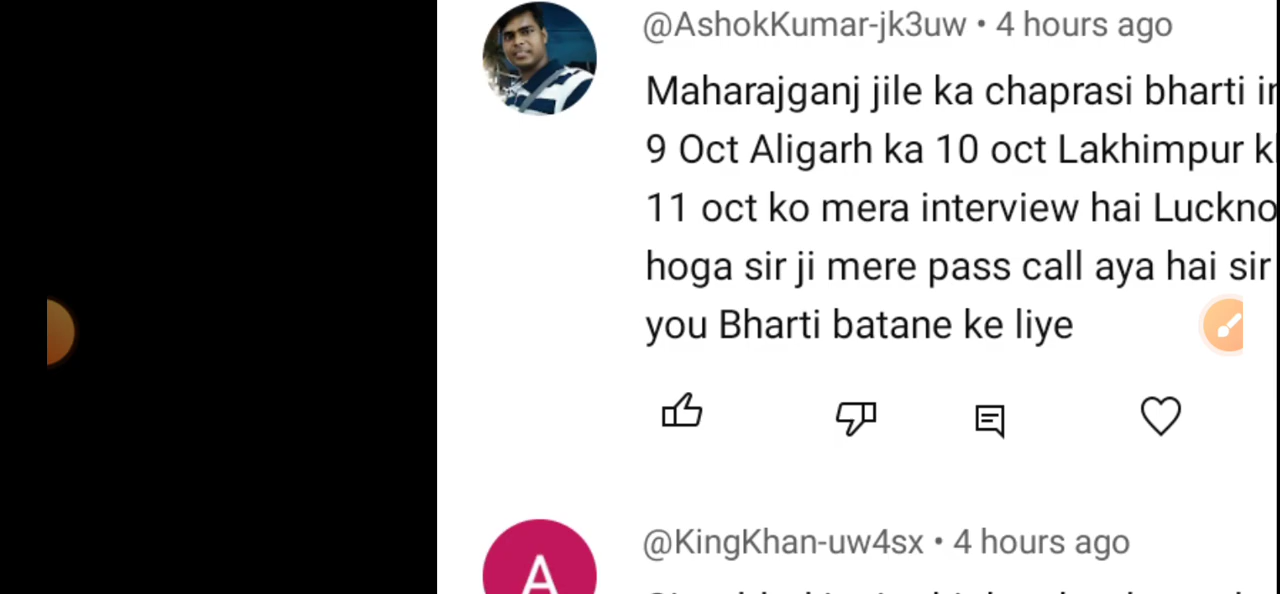 @AshokKumar-jk3uw • 4 hours ago
Maharajganj jile ka chaprasi bharti
9 Oct Aligarh ka 10 oct Lakhimpur
11 oct ko mera interview hai
hoga sir ji mere pass call aya hai sir
you Bharti batane ke liye
A
@KingKhan-uw4sx • 4 hours ago